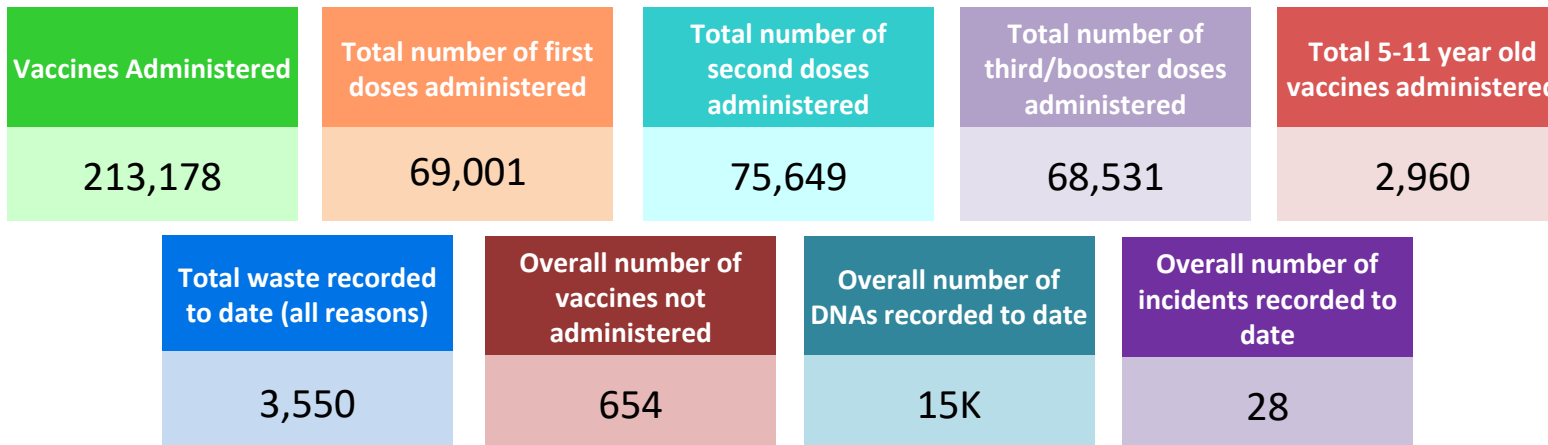 Vaccines Administered
213,178
Total number of first
doses administered
69,001
Total number of
second doses
administered
75,649
Total number of
third/booster doses
administered
68,531
Total 5-11 year old
vaccines administered
2,960
Total waste recorded
to date (all reasons)
3,550
Overall number of
vaccines not
administered
654
Overall number of
DNAs recorded to date
15K
Overall number of
incidents recorded to
date
28